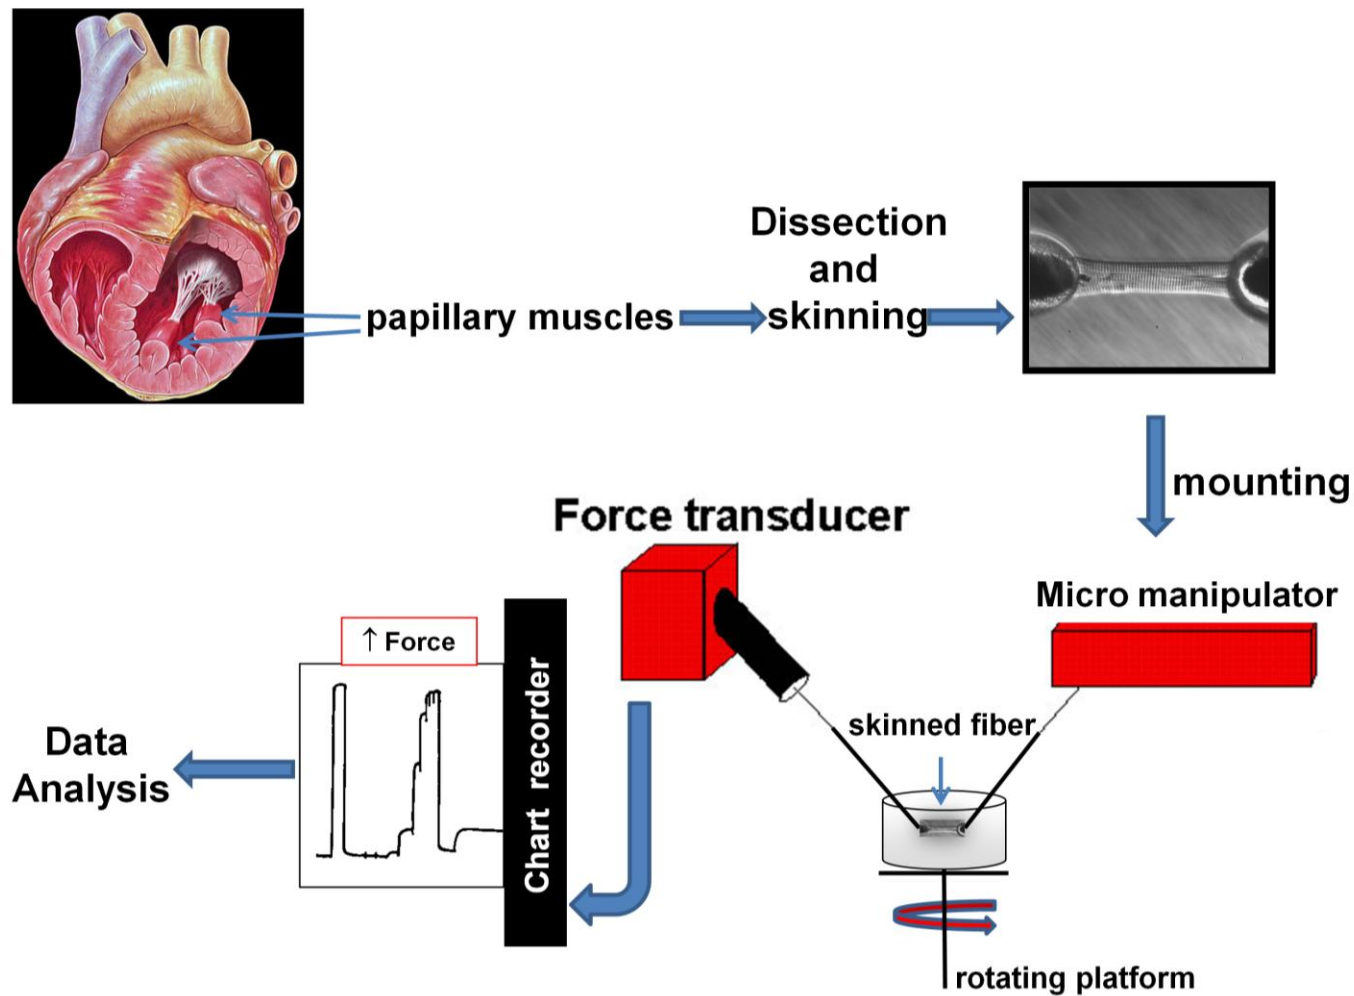 Dissection
and
skinning
papillary muscles
mounting
Force transducer
Micro manipulator
↑ Force
Chart recorder
skinned fiber
Data
Analysis
rotating platform